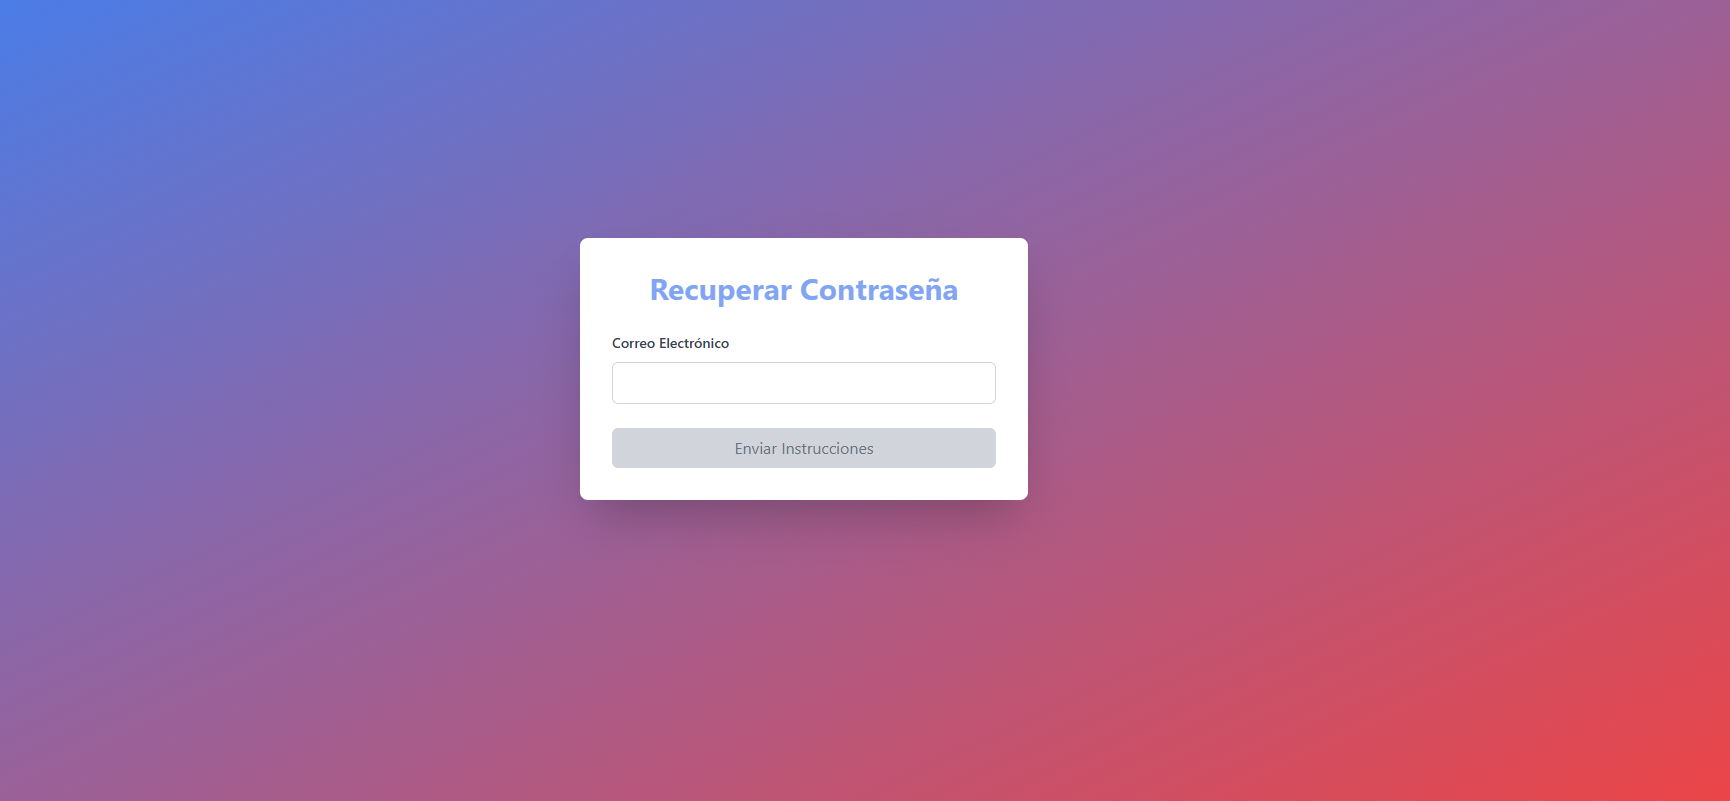 Recuperar Contraseña
Correo Electrónico
Enviar Instrucciones